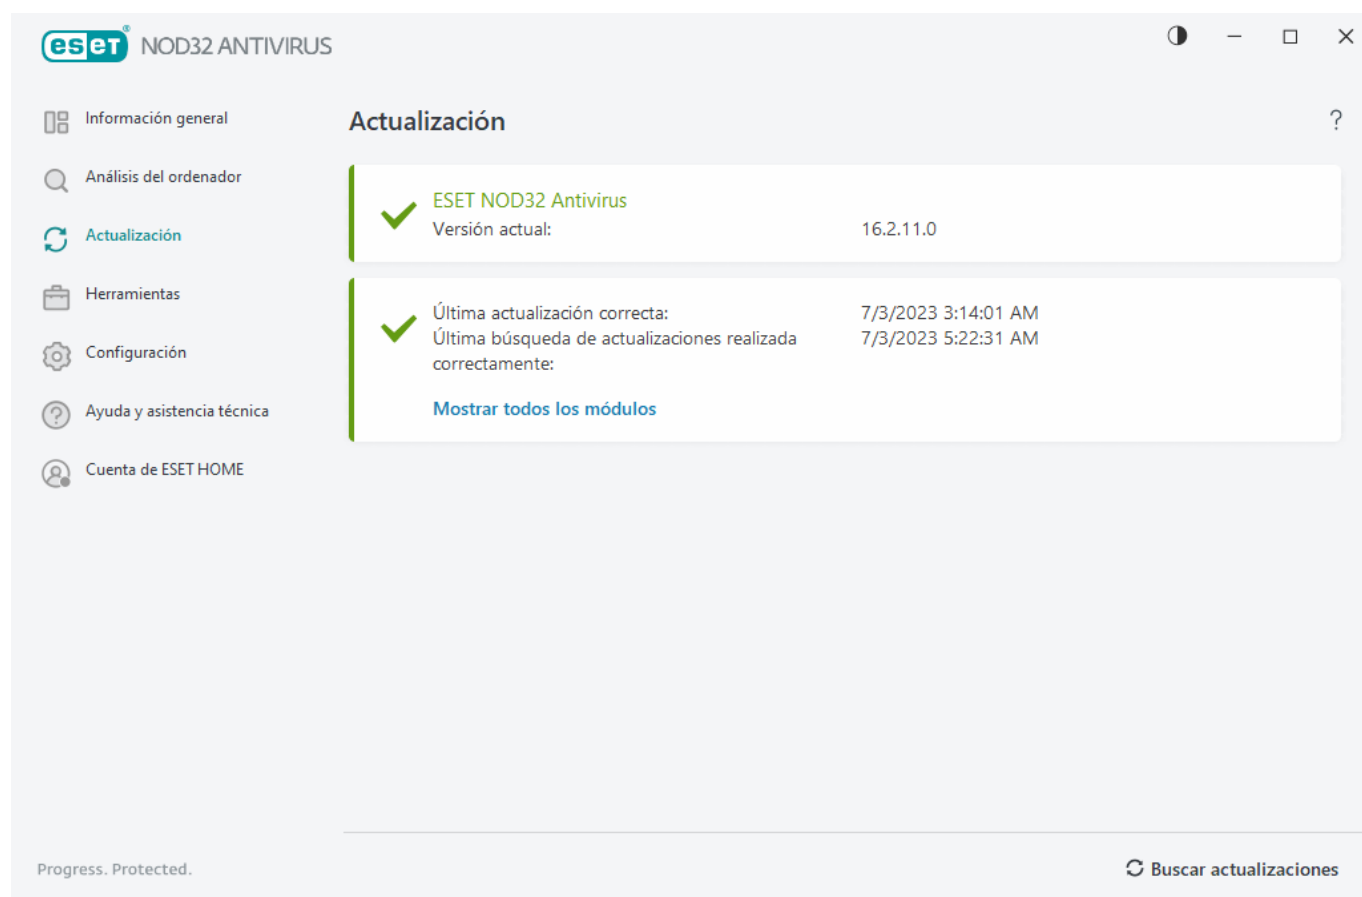 eset® NOD32 ANTIVIRUS
Información general
Análisis del ordenador
Actualización
Herramientas
Configuración
Ayuda y asistencia técnica
Cuenta de ESET HOME
Actualización
?
ESET NOD32 Antivirus
Versión actual: 16.2.11.0
Última actualización correcta: 7/3/2023 3:14:01 AM
Última búsqueda de actualizaciones realizada 7/3/2023 5:22:31 AM
correctamente:
Mostrar todos los módulos
Progress. Protected.
Buscar actualizaciones